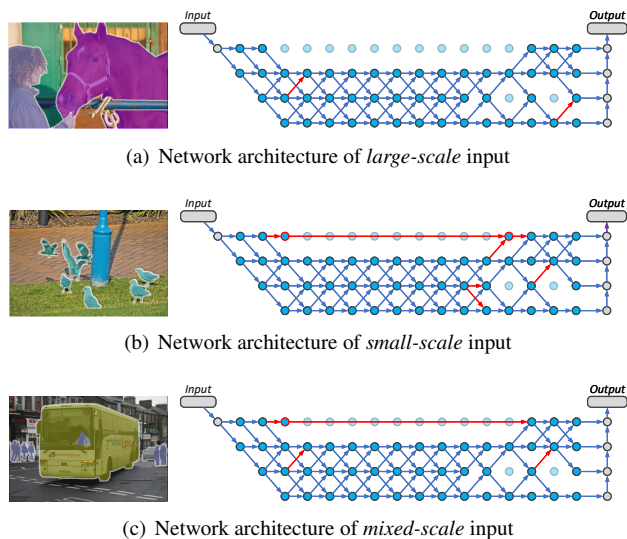 Input
Output
(a) Network architecture of large-scale input
Input
Output
(b) Network architecture of small-scale input
Input
Output
(c) Network architecture of mixed-scale input